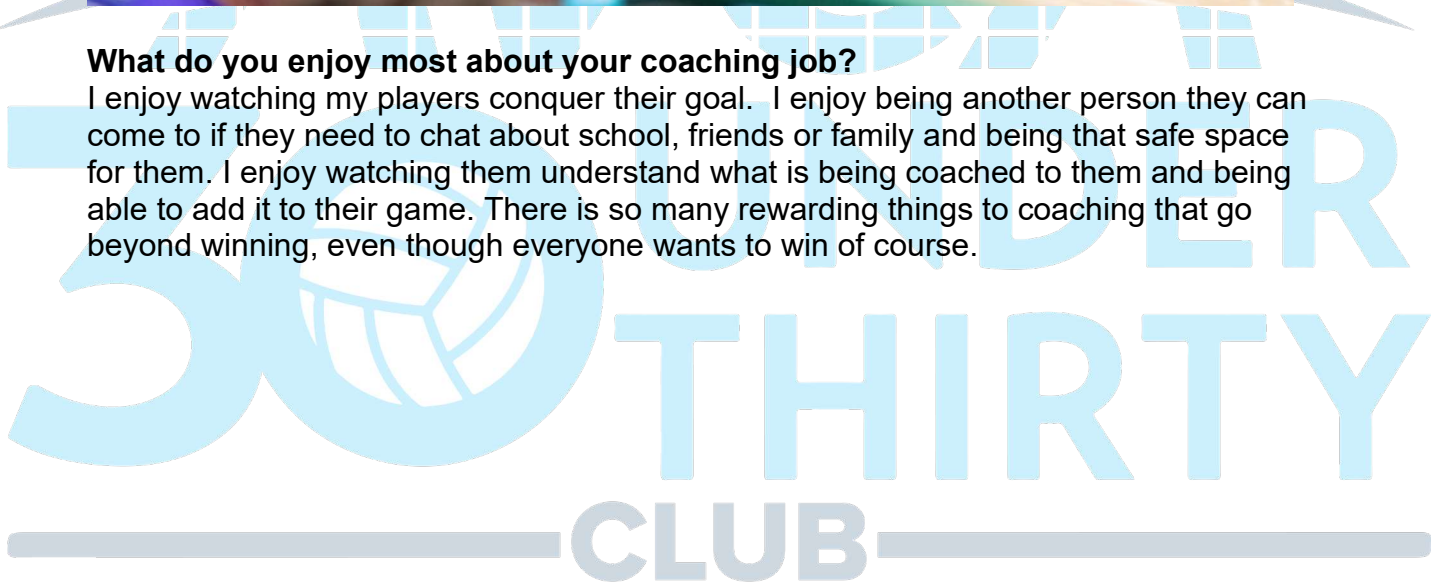 What do you enjoy most about your coaching job?
I enjoy watching my players conquer their goal.  I enjoy being another person they can
come to if they need to chat about school, friends or family and being that safe space
for them. I enjoy watching them understand what is being coached to them and being
able to add it to their game. There is so many rewarding things to coaching that go
beyond winning, even though everyone wants to win of course.
30 UNDER
THIRTY
CLUB